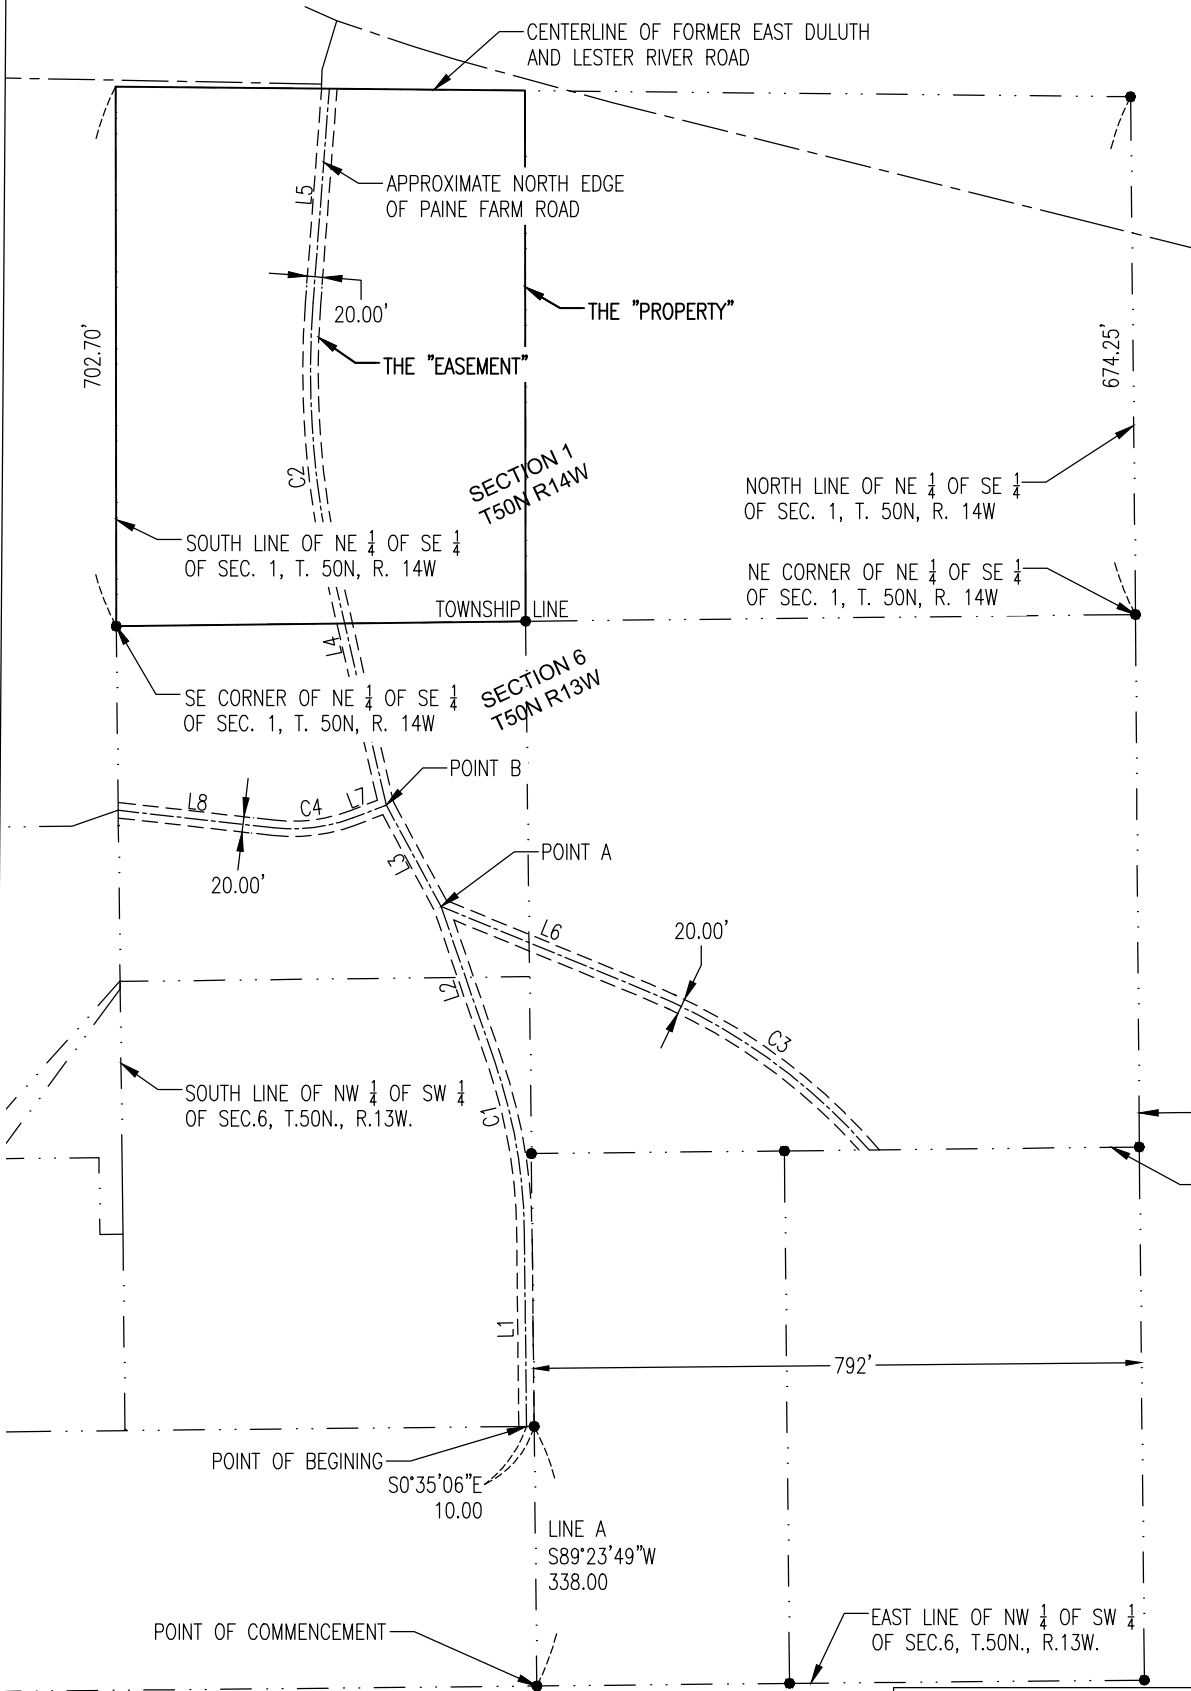 CENTERLINE OF FORMER EAST DULUTH
AND LESTER RIVER ROAD
APPROXIMATE NORTH EDGE
OF PAINE FARM ROAD
L5
20.00'
THE "PROPERTY"
702.70'
THE "EASEMENT"
674.25'
C2
SECTION 1
T50N R14W
NORTH LINE OF NE 1/4 OF SE 1/4
OF SEC. 1, T. 50N, R. 14W
SOUTH LINE OF NE 1/4 OF SE 1/4
OF SEC. 1, T. 50N, R. 14W
NE CORNER OF NE 1/4 OF SE 1/4
OF SEC. 1, T. 50N, R. 14W
TOWNSHIP LINE
L4
SECTION 6
T50N R13W
SE CORNER OF NE 1/4 OF SE 1/4
OF SEC. 1, T. 50N, R. 14W
POINT B
L8
C4
L7
L3
POINT A
20.00'
L6
20.00'
L2
C3
SOUTH LINE OF NW 1/4 OF SW 1/4
OF SEC.6, T.50N., R.13W.
C1
L1
792'
POINT OF BEGINING
S0°35'06"E
10.00
LINE A
S89°23'49"W
338.00
POINT OF COMMENCEMENT
EAST LINE OF NW 1/4 OF SW 1/4
OF SEC.6, T.50N., R.13W.